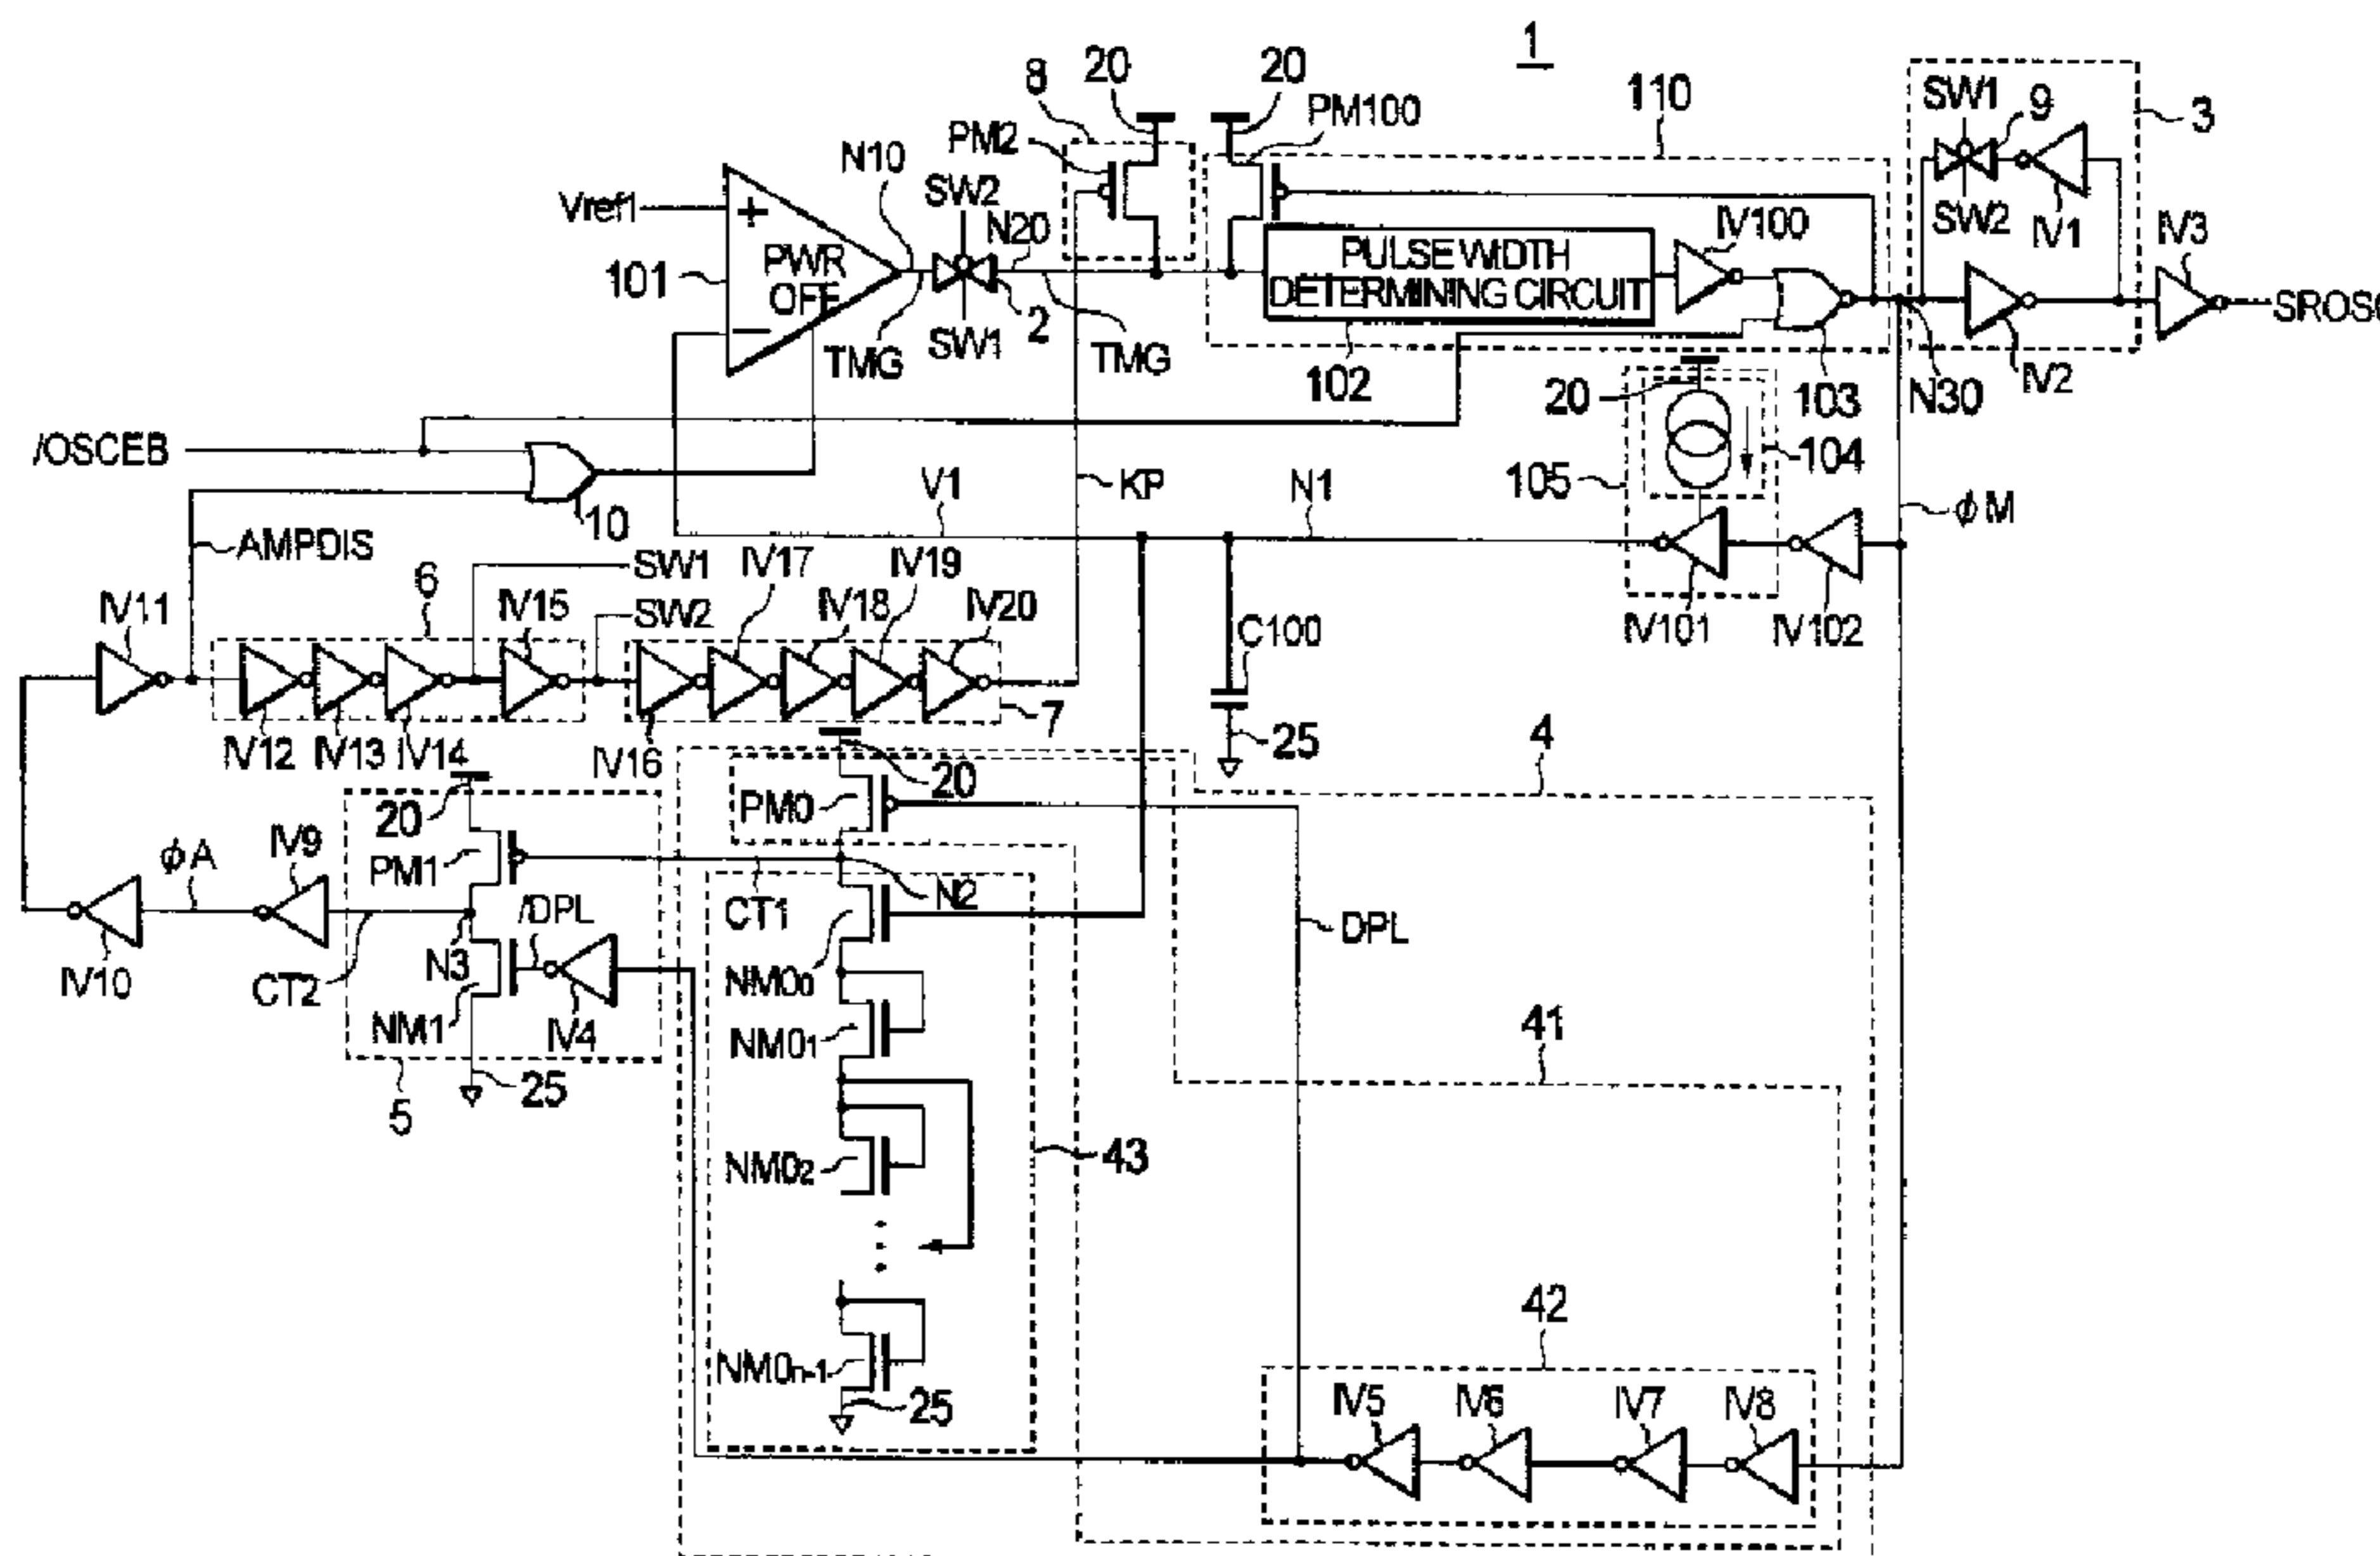 1
8 20 20
PM100
110
SW1 9
3
PM2
N10
Vref1
SW2
+
PWR OFF
101
−
N20
IV100
PULSE WIDTH
DETERMINING CIRCUIT
SW2
IV1
IV3
TMG
SW1
2
TMG
102
20
103
N30
IV2
/OSCEB
10
V1
KP
N1
105
104
φM
AMPDIS
SW1
IV17
IV19
IV11
6
IV15
SW2
IV18
IV20
C100
IV101
IV102
IV12
IV13
IV14
IV16
7
25
4
20
PM0
20
IV9
φA
PM1
N2
CT1
/DPL
DPL
IV10
CT2
N3
NM1
IV4
NM00
NM01
41
25
5
NM02
43
42
NM0n-1
25
IV5
IV6
IV7
IV8